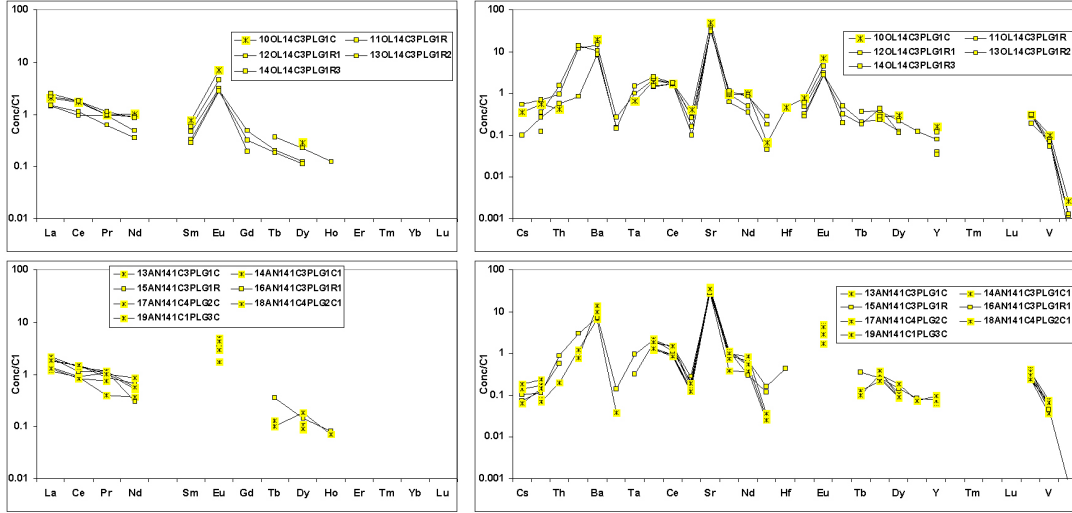 100
10
1
0.1
0.01
Conc/C1
10OL14C3PLG1C 11OL14C3PLG1R
12OL14C3PLG1R1 13OL14C3PLG1R2
14OL14C3PLG1R3
La Ce Pr Nd Sm Eu Gd Tb Dy Ho Er Tm Yb Lu
100
10
1
0.1
0.01
0.001
Conc/C1
10OL14C3PLG1C 11OL14C3PLG1R
12OL14C3PLG1R1 13OL14C3PLG1R2
14OL14C3PLG1R3
Cs Th Ba Ta Ce Sr Nd Hf Eu Tb Dy Y Tm Lu V
100
10
1
0.1
0.01
Conc/C1
13AN141C3PLG1C 14AN141C3PLG1C1
15AN141C3PLG1R 16AN141C3PLG1R1
17AN141C4PLG2C 18AN141C4PLG2C1
19AN141C1PLG3C
La Ce Pr Nd Sm Eu Gd Tb Dy Ho Er Tm Yb Lu
100
10
1
0.1
0.01
0.001
Conc/C1
13AN141C3PLG1C 14AN141C3PLG1C1
15AN141C3PLG1R 16AN141C3PLG1R1
17AN141C4PLG2C 18AN141C4PLG2C1
19AN141C1PLG3C
Cs Th Ba Ta Ce Sr Nd Hf Eu Tb Dy Y Tm Lu V